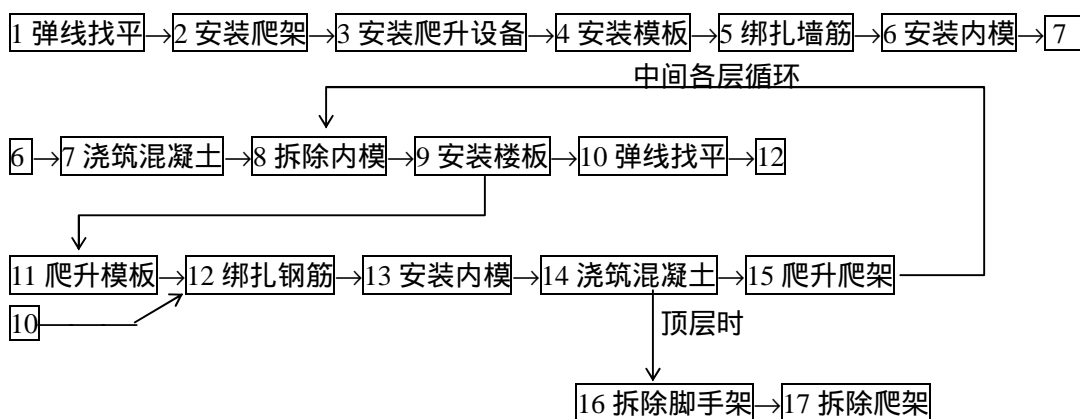 1 弹线找平→2 安装爬架→3 安装爬升设备→4 安装模板→5 绑扎墙筋→6 安装内模→7
中间各层循环
6→7 浇筑混凝土→8 拆除内模→9 安装楼板→10 弹线找平→12
11 爬升模板→12 绑扎钢筋→13 安装内模→14 浇筑混凝土→15 爬升爬架
10
顶层时
16 拆除脚手架→17 拆除爬架